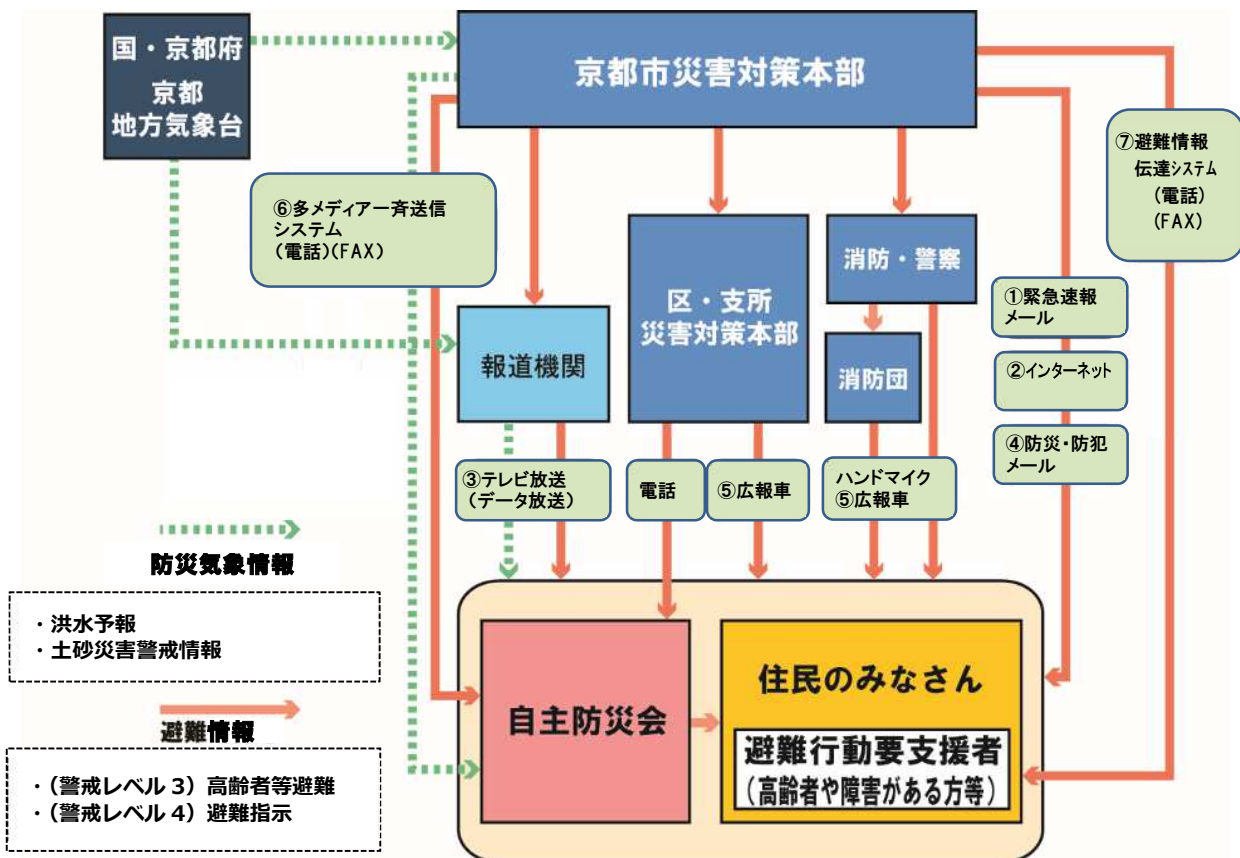 国・京都府
京都
地方気象台
京都市災害対策本部
⑦避難情報
伝達システム
(電話)
(FAX)
⑥多メディア一斉送信
システム
(電話)(FAX)
消防・警察
区・支所
災害対策本部
①緊急速報
メール
報道機関
消防団
②インターネット
④防災・防犯
メール
③テレビ放送
(データ放送)
電話
⑤広報車
ハンドマイク
⑤広報車
防災気象情報
・洪水予報
・土砂災害警戒情報
避難情報
・(警戒レベル3)高齢者等避難
・(警戒レベル4)避難指示
自主防災会
住民のみなさん
避難行動要支援者
(高齢者や障害がある方等)